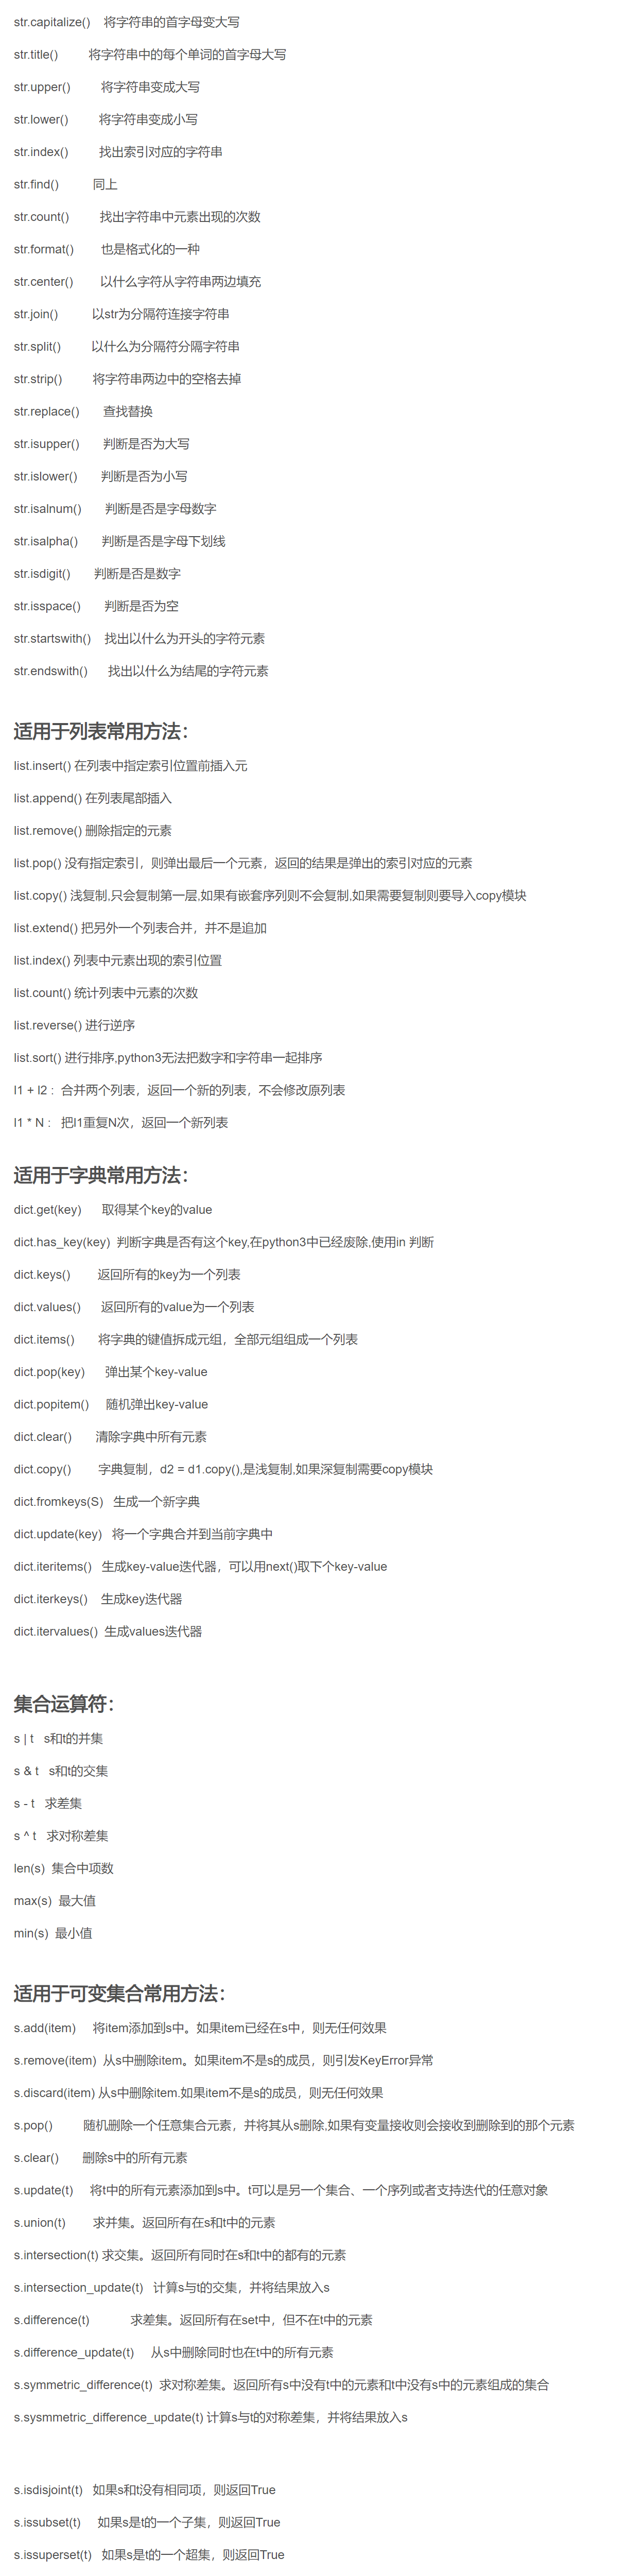 str.capitalize()    将字符串的首字母变大写
str.title()         将字符串中的每个单词的首字母大写
str.upper()         将字符串变成大写
str.lower()         将字符串变成小写
str.index()         找出索引对应的字符串
str.find()          同上
str.count()         找出字符串中元素出现的次数
str.format()        也是格式化的一种
str.center()        以什么字符从字符串两边填充
str.join()          以str为分隔符连接字符串
str.split()         以什么为分隔符分隔字符串
str.strip()         将字符串两边中的空格去掉
str.replace()       查找替换
str.isupper()       判断是否为大写
str.islower()       判断是否为小写
str.isalnum()       判断是否是字母数字
str.isalpha()       判断是否是字母下划线
str.isdigit()       判断是否是数字
str.isspace()       判断是否为空
str.startswith()    找出以什么为开头的字符元素
str.endswith()      找出以什么为结尾的字符元素
适用于列表常用方法：
list.insert() 在列表中指定索引位置前插入元
list.append() 在列表尾部插入
list.remove() 删除指定的元素
list.pop() 没有指定索引，则弹出最后一个元素，返回的结果是弹出的索引对应的元素
list.copy() 浅复制,只会复制第一层,如果有嵌套序列则不会复制,如果需要复制则要导入copy模块
list.extend() 把另外一个列表合并，并不是追加
list.index() 列表中元素出现的索引位置
list.count() 统计列表中元素的次数
list.reverse() 进行逆序
list.sort() 进行排序,python3无法把数字和字符串一起排序
l1 + l2 :  合并两个列表，返回一个新的列表，不会修改原列表
l1 * N :   把l1重复N次，返回一个新列表
适用于字典常用方法：
dict.get(key)      取得某个key的value
dict.has_key(key)  判断字典是否有这个key,在python3中已经废除,使用in 判断
dict.keys()        返回所有的key为一个列表
dict.values()      返回所有的value为一个列表
dict.items()       将字典的键值拆成元组，全部元组组成一个列表
dict.pop(key)      弹出某个key-value
dict.popitem()     随机弹出key-value
dict.clear()       清除字典中所有元素
dict.copy()        字典复制，d2 = d1.copy(),是浅复制,如果深复制需要copy模块
dict.fromkeys(S)   生成一个新字典
dict.update(key)   将一个字典合并到当前字典中
dict.iteritems()   生成key-value迭代器，可以用next()取下个key-value
dict.iterkeys()    生成key迭代器
dict.itervalues()  生成values迭代器
集合运算符：
s | t   s和t的并集
s & t   s和t的交集
s - t   求差集
s ^ t   求对称差集
len(s)  集合中项数
max(s)  最大值
min(s)  最小值
适用于可变集合常用方法：
s.add(item)     将item添加到s中。如果item已经在s中，则无任何效果
s.remove(item)  从s中删除item。如果item不是s的成员，则引发KeyError异常
s.discard(item) 从s中删除item.如果item不是s的成员，则无任何效果
s.pop()         随机删除一个任意集合元素，并将其从s删除,如果有变量接收则会接收到删除到的那个元素
s.clear()       删除s中的所有元素
s.update(t)     将t中的所有元素添加到s中。t可以是另一个集合、一个序列或者支持迭代的任意对象
s.union(t)        求并集。返回所有在s和t中的元素
s.intersection(t) 求交集。返回所有同时在s和t中的都有的元素
s.intersection_update(t)   计算s与t的交集，并将结果放入s
s.difference(t)            求差集。返回所有在set中，但不在t中的元素
s.difference_update(t)     从s中删除同时也在t中的所有元素
s.symmetric_difference(t)  求对称差集。返回所有s中没有t中的元素和t中没有s中的元素组成的集合
s.sysmmetric_difference_update(t) 计算s与t的对称差集，并将结果放入s
s.isdisjoint(t)   如果s和t没有相同项，则返回True
s.issubset(t)     如果s是t的一个子集，则返回True
s.issuperset(t)   如果s是t的一个超集，则返回True